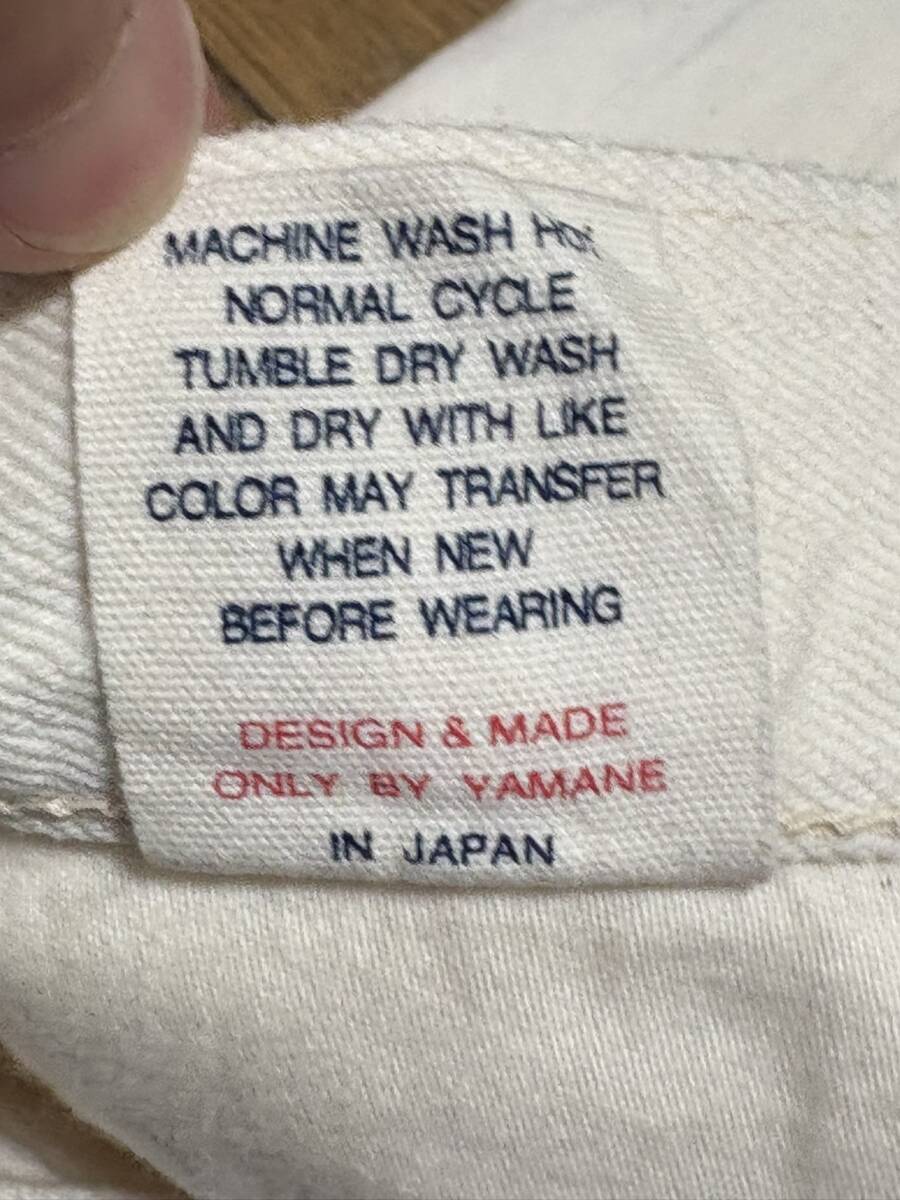 MACHINE WASH HOT
NORMAL CYCLE
TUMBLE DRY WASH
AND DRY WITH LIKE
COLOR MAY TRANSFER
WHEN NEW
BEFORE WEARING
DESIGN & MADE
ONLY BY YAMANE
IN JAPAN